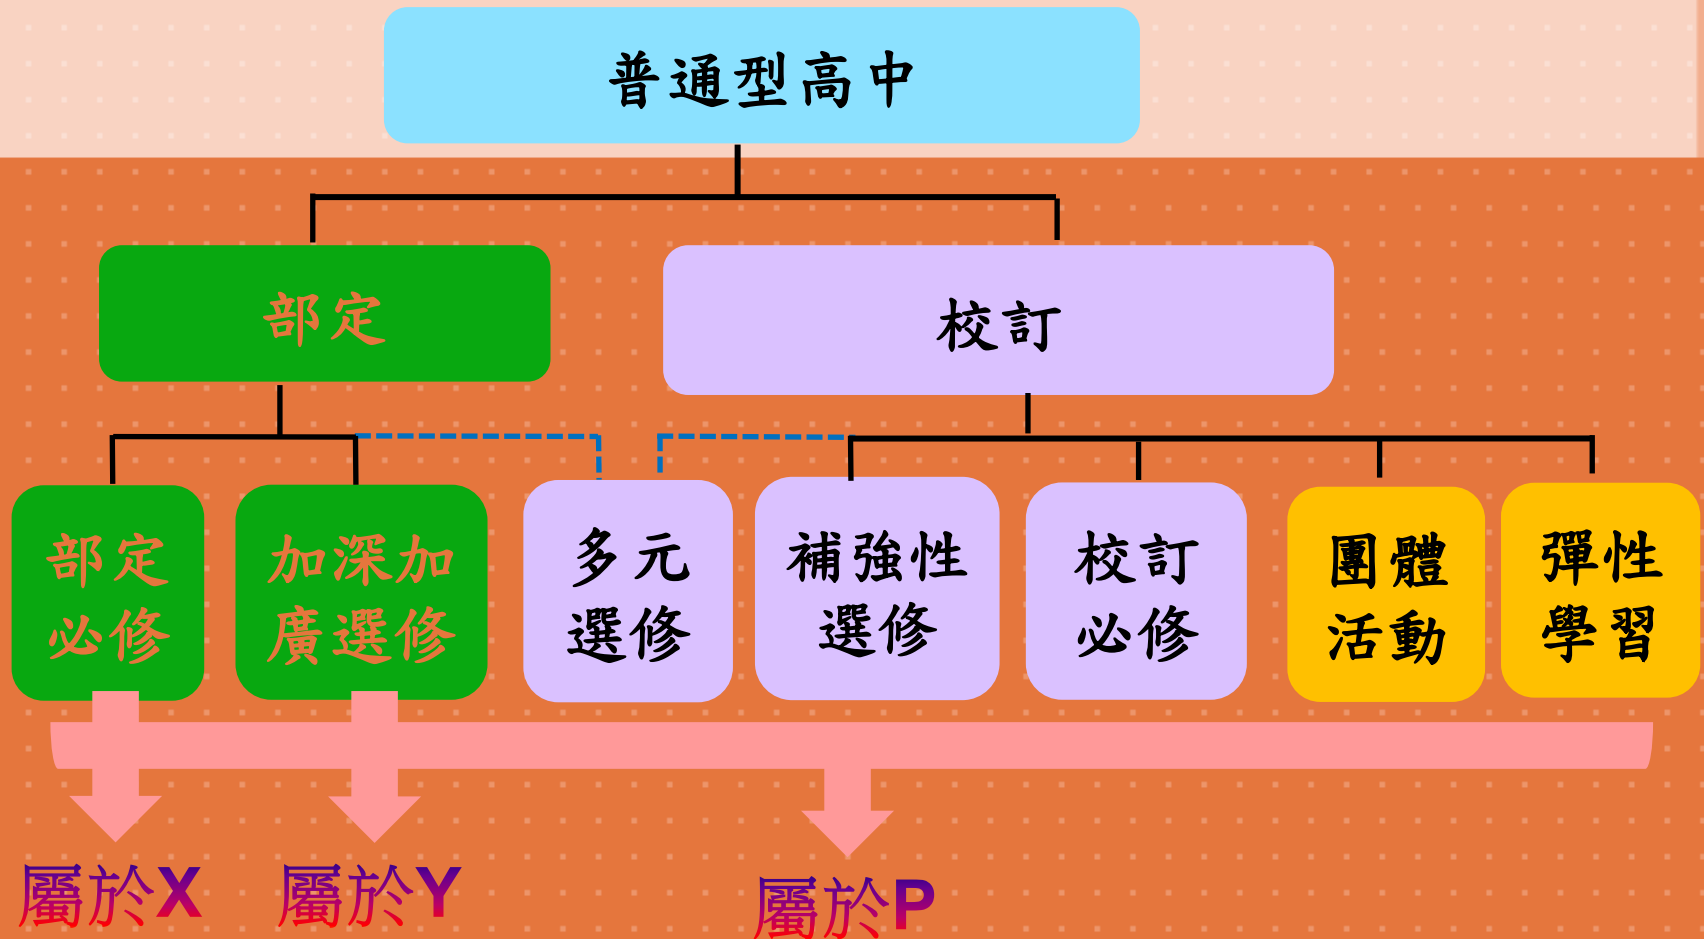 普通型高中
部定
校訂
部定
必修
加深加
廣選修
多元
選修
補強性
選修
校訂
必修
團體
活動
彈性
學習
屬於X
屬於Y
屬於P